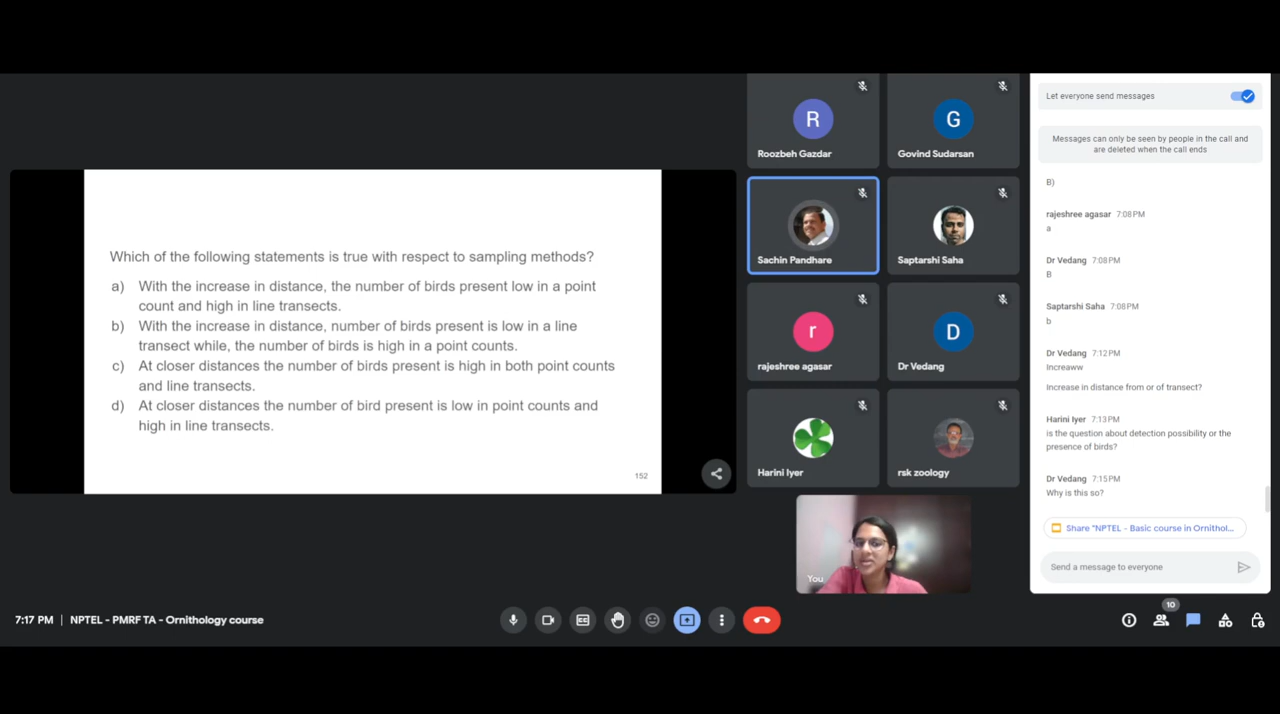 Which of the following statements is true with respect to sampling methods?
a) With the increase in distance, the number of birds present low in a point
count and high in line transects.
b) With the increase in distance, number of birds present is low in a line
transect while, the number of birds is high in a point counts.
c) At closer distances the number of birds present is high in both point counts
and line transects.
d) At closer distances the number of bird present is low in point counts and
high in line transects.
152
R
Roozbeh Gazdar
G
Govind Sudarsan
Sachin Pandhare
Saptarshi Saha
r
rajeshree agasar
D
Dr Vedang
Harini Iyer
rsk zoology
You
Let everyone send messages
Messages can only be seen by people in the call and
are deleted when the call ends
B)
rajeshree agasar 7:08 PM
a
Dr Vedang 7:08 PM
B
Saptarshi Saha 7:08 PM
b
Dr Vedang 7:12 PM
Increaww
Increase in distance from or of transect?
Harini Iyer 7:13 PM
is the question about detection possibility or the
presence of birds?
Dr Vedang 7:15 PM
Why is this so?
Share "NPTEL - Basic course in Ornithol...
Send a message to everyone
7:17 PM | NPTEL - PMRF TA - Ornithology course
10